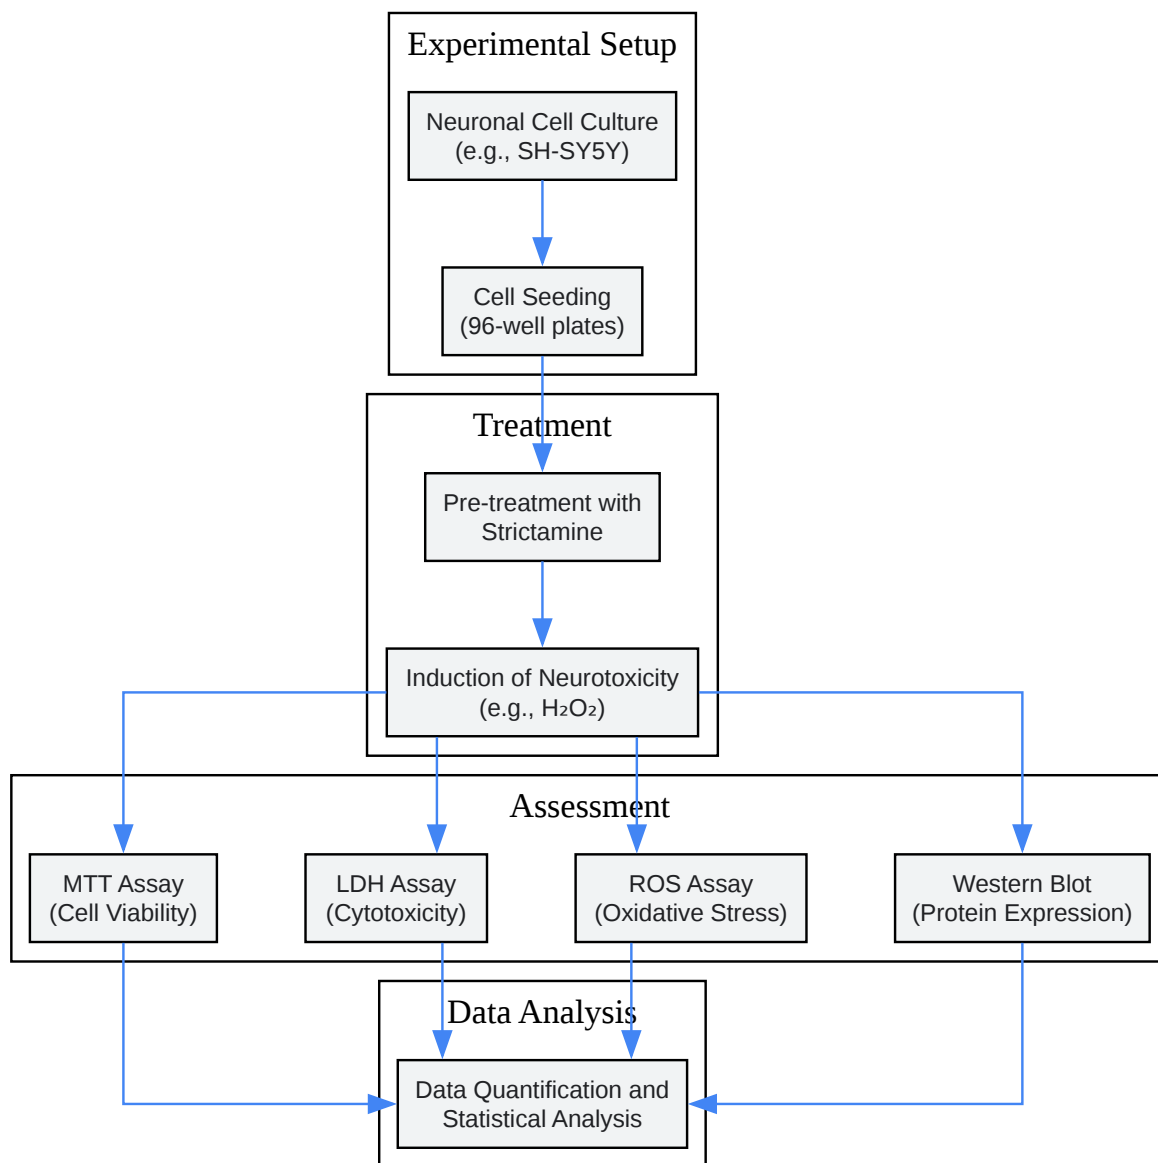 Experimental Setup
Neuronal Cell Culture
(e.g., SH-SY5Y)
Cell Seeding
(96-well plates)
Treatment
Pre-treatment with
Strictamine
Induction of Neurotoxicity
(e.g., H₂O₂)
Assessment
MTT Assay
(Cell Viability)
LDH Assay
(Cytotoxicity)
ROS Assay
(Oxidative Stress)
Western Blot
(Protein Expression)
Data Analysis
Data Quantification and
Statistical Analysis